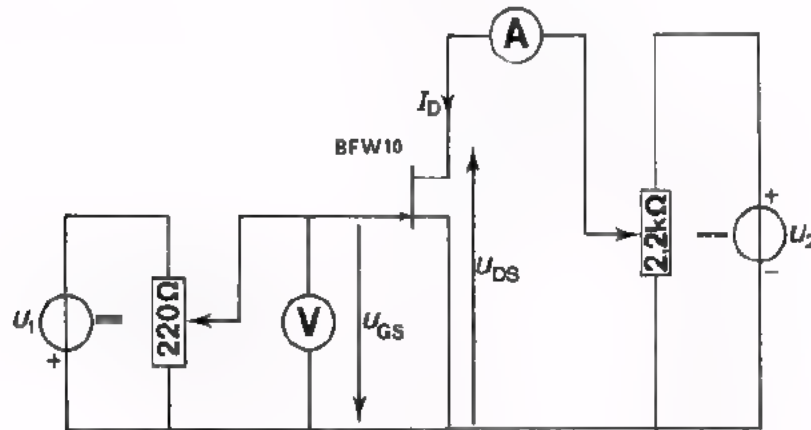 A
I_D
BFW10
2.2kΩ
+
U_2
−
U_DS
U_1
+
220Ω
V
U_GS